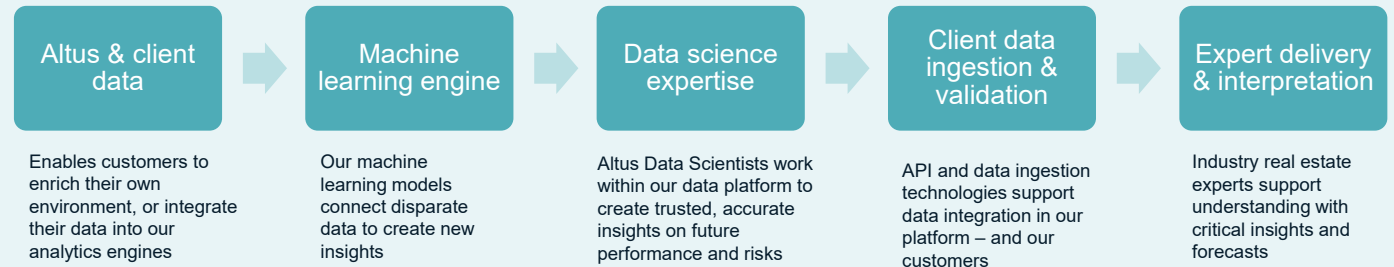 Altus & client
data
Enables customers to
enrich their own
environment, or integrate
their data into our
analytics engines
Machine
learning engine
Our machine
learning models
connect disparate
data to create new
insights
Data science
expertise
Altus Data Scientists work
within our data platform to
create trusted, accurate
insights on future
performance and risks
Client data
ingestion &
validation
API and data ingestion
technologies support
data integration in our
platform – and our
customers
Expert delivery
& interpretation
Industry real estate
experts support
understanding with
critical insights and
forecasts